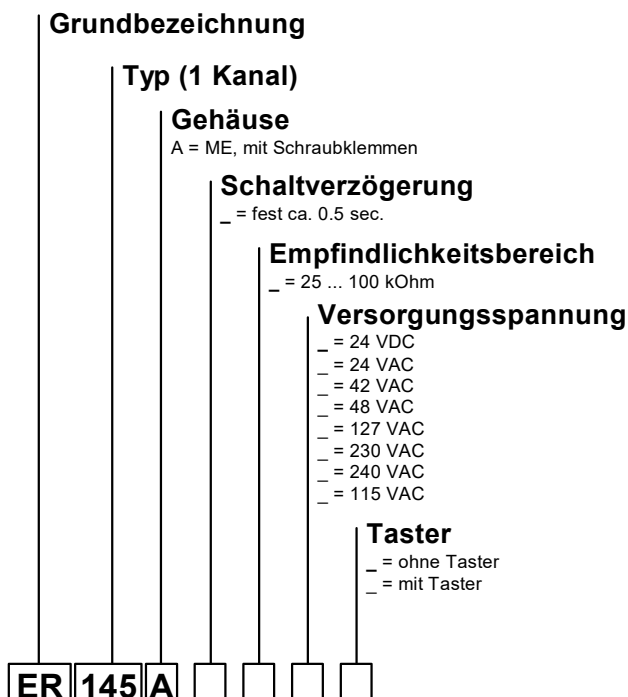 Grundbezeichnung
Typ (1 Kanal)
Gehäuse
A = ME, mit Schraubklemmen
Schaltverzögerung
_ = fest ca. 0.5 sec.
Empfindlichkeitsbereich
_ = 25 ... 100 kOhm
Versorgungsspannung
_ = 24 VDC
_ = 24 VAC
_ = 42 VAC
_ = 48 VAC
_ = 127 VAC
_ = 230 VAC
_ = 240 VAC
_ = 115 VAC
Taster
_ = ohne Taster
_ = mit Taster
ER 145 A